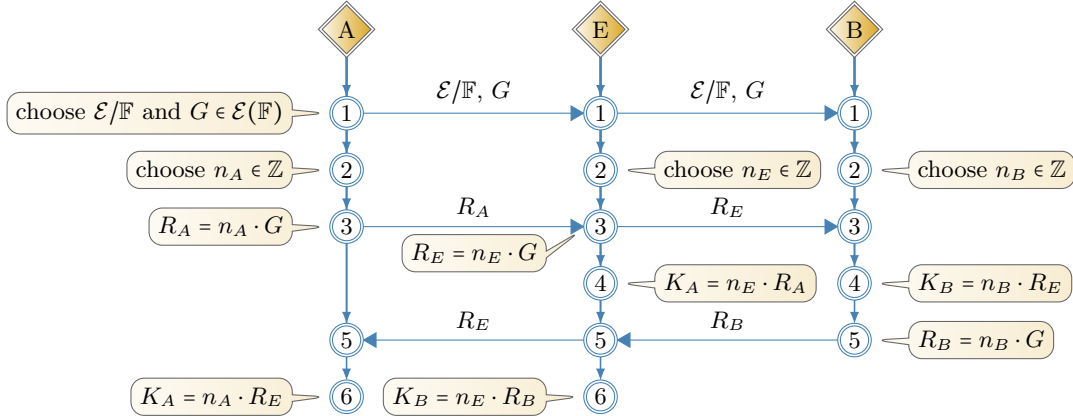 A E B
ℰ/𝔽, G ℰ/𝔽, G
choose ℰ/𝔽 and G ∈ ℰ(𝔽) 1 1 1
choose n_A ∈ ℤ 2 2 choose n_E ∈ ℤ 2 choose n_B ∈ ℤ
R_A R_E
R_A = n_A · G 3 3 3
R_E = n_E · G
4 K_A = n_E · R_A 4 K_B = n_B · R_E
R_E R_B
5 5 5 R_B = n_B · G
K_A = n_A · R_E 6 K_B = n_E · R_B 6